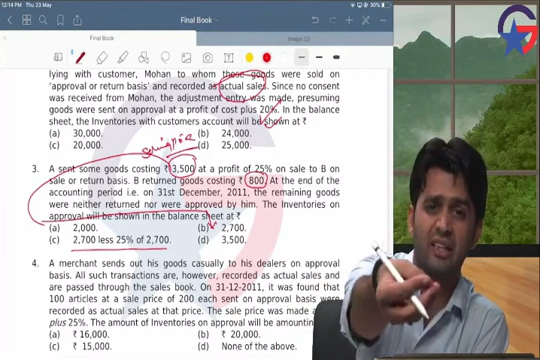 12:14 PM Thu 23 May
30%
Final Book
Final Book
Image (1)
lying with customer, Mohan to whom those goods were sold on
'approval or return basis' and recorded as actual sales. Since no
consent was received from Mohan, the adjustment entry was made,
presuming goods were sent on approval at a profit of cost plus 20%. In
the balance sheet, the Inventories with customers account will be shown at ₹
(a) 30,000. (b) 24,000.
(c) 20,000. (d) 25,000.
3. A sent some goods costing ₹ 3,500 at a profit of 25% on sale to B on
sale or return basis. B returned goods costing ₹ 800 At the end of the
accounting period i.e on 31st December, 2011, the remaining goods
were neither returned nor were approved by him. The Inventories on
approval will be shown in the balance sheet at ₹
(a) 2,000. (b) 2,700.
(c) 2,700 less 25% of 2,700. (d) 3,500.
4. A merchant sends out his goods casually to his dealers on approval
basis. All such transactions are, however, recorded as actual sales and
are passed through the sales book. On 31-12-2011, it was found that
100 articles at a sale price of 200 each sent on approval basis were
recorded as actual sales at that price. The sale price was made at
plus 25%. The amount of Inventories on approval will be amounting
(a) ₹ 16,000. (b) ₹ 20,000.
(c) ₹ 15,000. (d) None of the above.